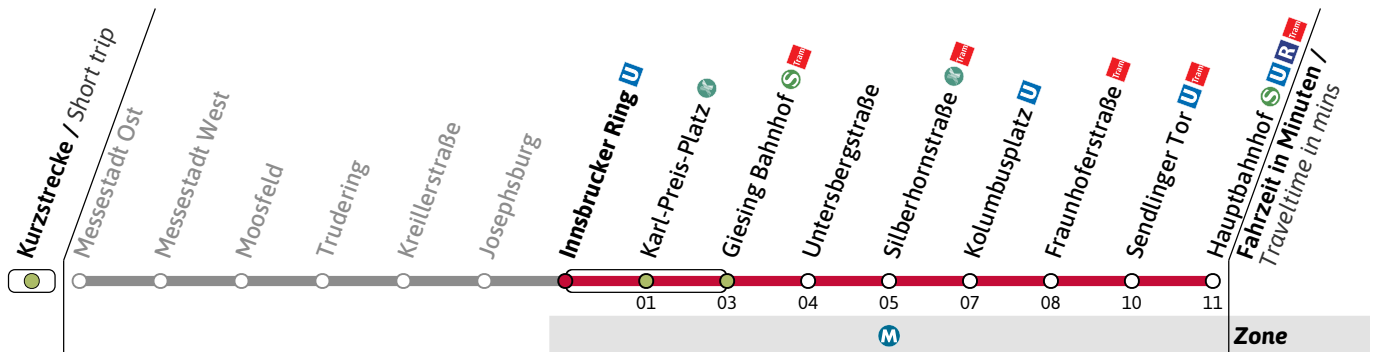 Kurzstrecke / Short trip
Messestadt Ost
Messestadt West
Moosfeld
Trudering
Kreillerstraße
Josephsburg
Innsbrucker Ring U
Karl-Preis-Platz X
Giesing Bahnhof S Tram
Untersbergstraße
Silberhornstraße X Tram
Kolumbusplatz U
Fraunhoferstraße Tram
Sendlinger Tor U Tram
Hauptbahnhof S U R Tram
Fahrzeit in Minuten /
Traveltime in mins
01 03 04 05 07 08 10 11
M Zone